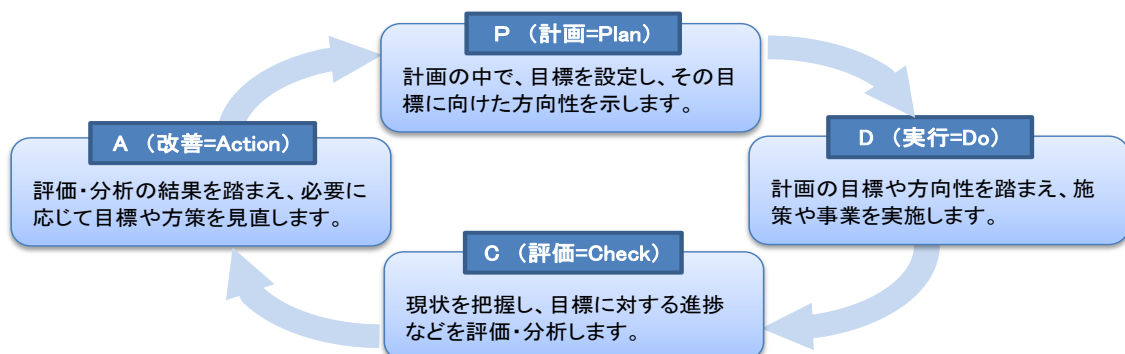 P （計画=Plan）
計画の中で、目標を設定し、その目
標に向けた方向性を示します。
D （実行=Do）
計画の目標や方向性を踏まえ、施
策や事業を実施します。
C （評価=Check）
現状を把握し、目標に対する進捗
などを評価・分析します。
A （改善=Action）
評価・分析の結果を踏まえ、必要に
応じて目標や方策を見直します。